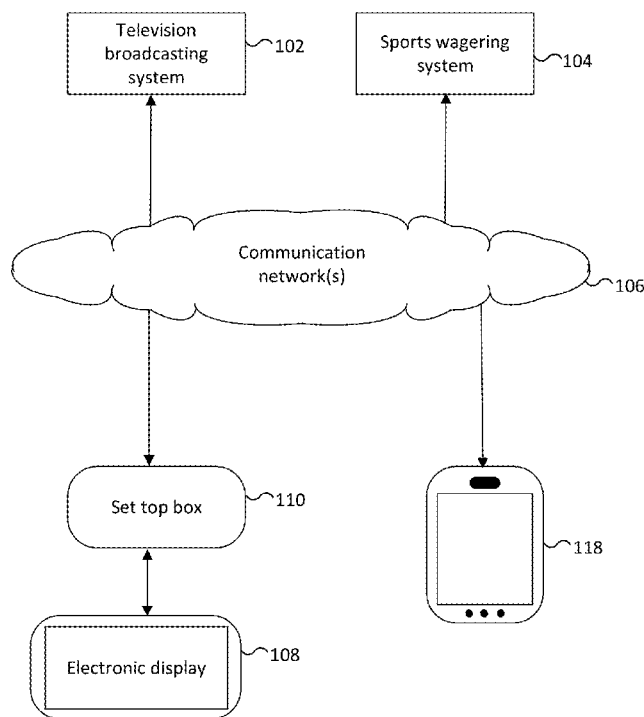 Television
broadcasting
system
102
Sports wagering
system
104
Communication
network(s)
106
Set top box
110
118
Electronic display
108